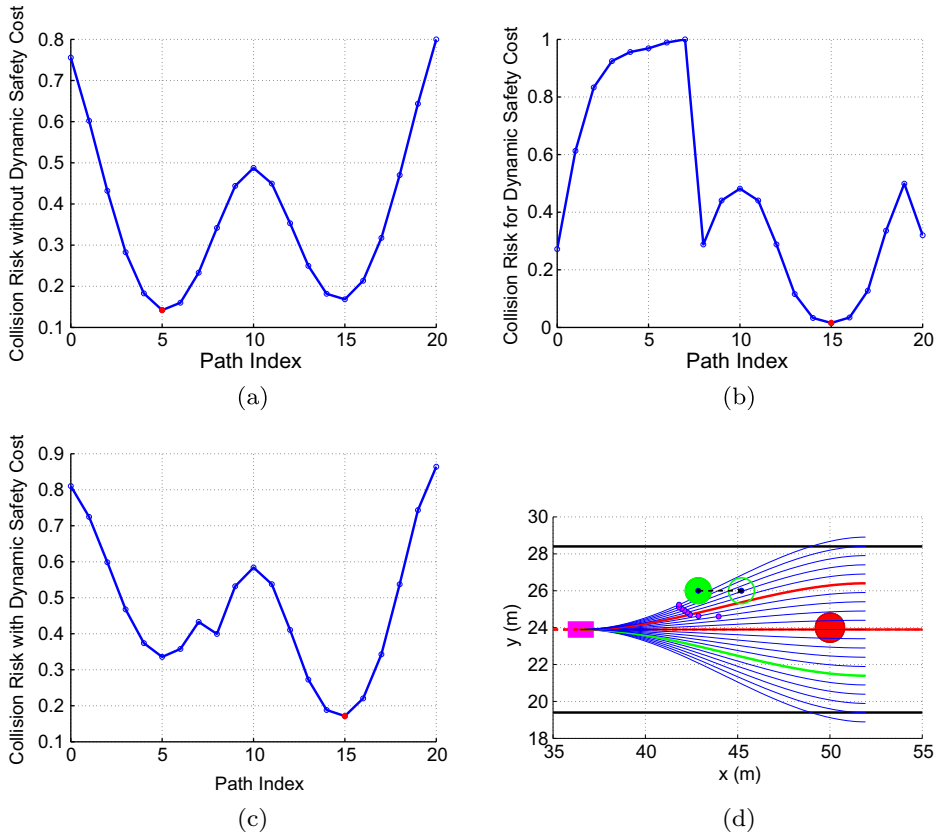 Collision Risk without Dynamic Safety Cost
0.8
0.7
0.6
0.5
0.4
0.3
0.2
0.1
0 5 10 15 20
Path Index
(a)
Collision Risk for Dynamic Safety Cost
1
0.8
0.6
0.4
0.2
0
0 5 10 15 20
Path Index
(b)
Collision Risk with Dynamic Safety Cost
0.9
0.8
0.7
0.6
0.5
0.4
0.3
0.2
0.1
0 5 10 15 20
Path Index
(c)
y (m)
30
28
26
24
22
20
18
35 40 45 50 55
x (m)
(d)